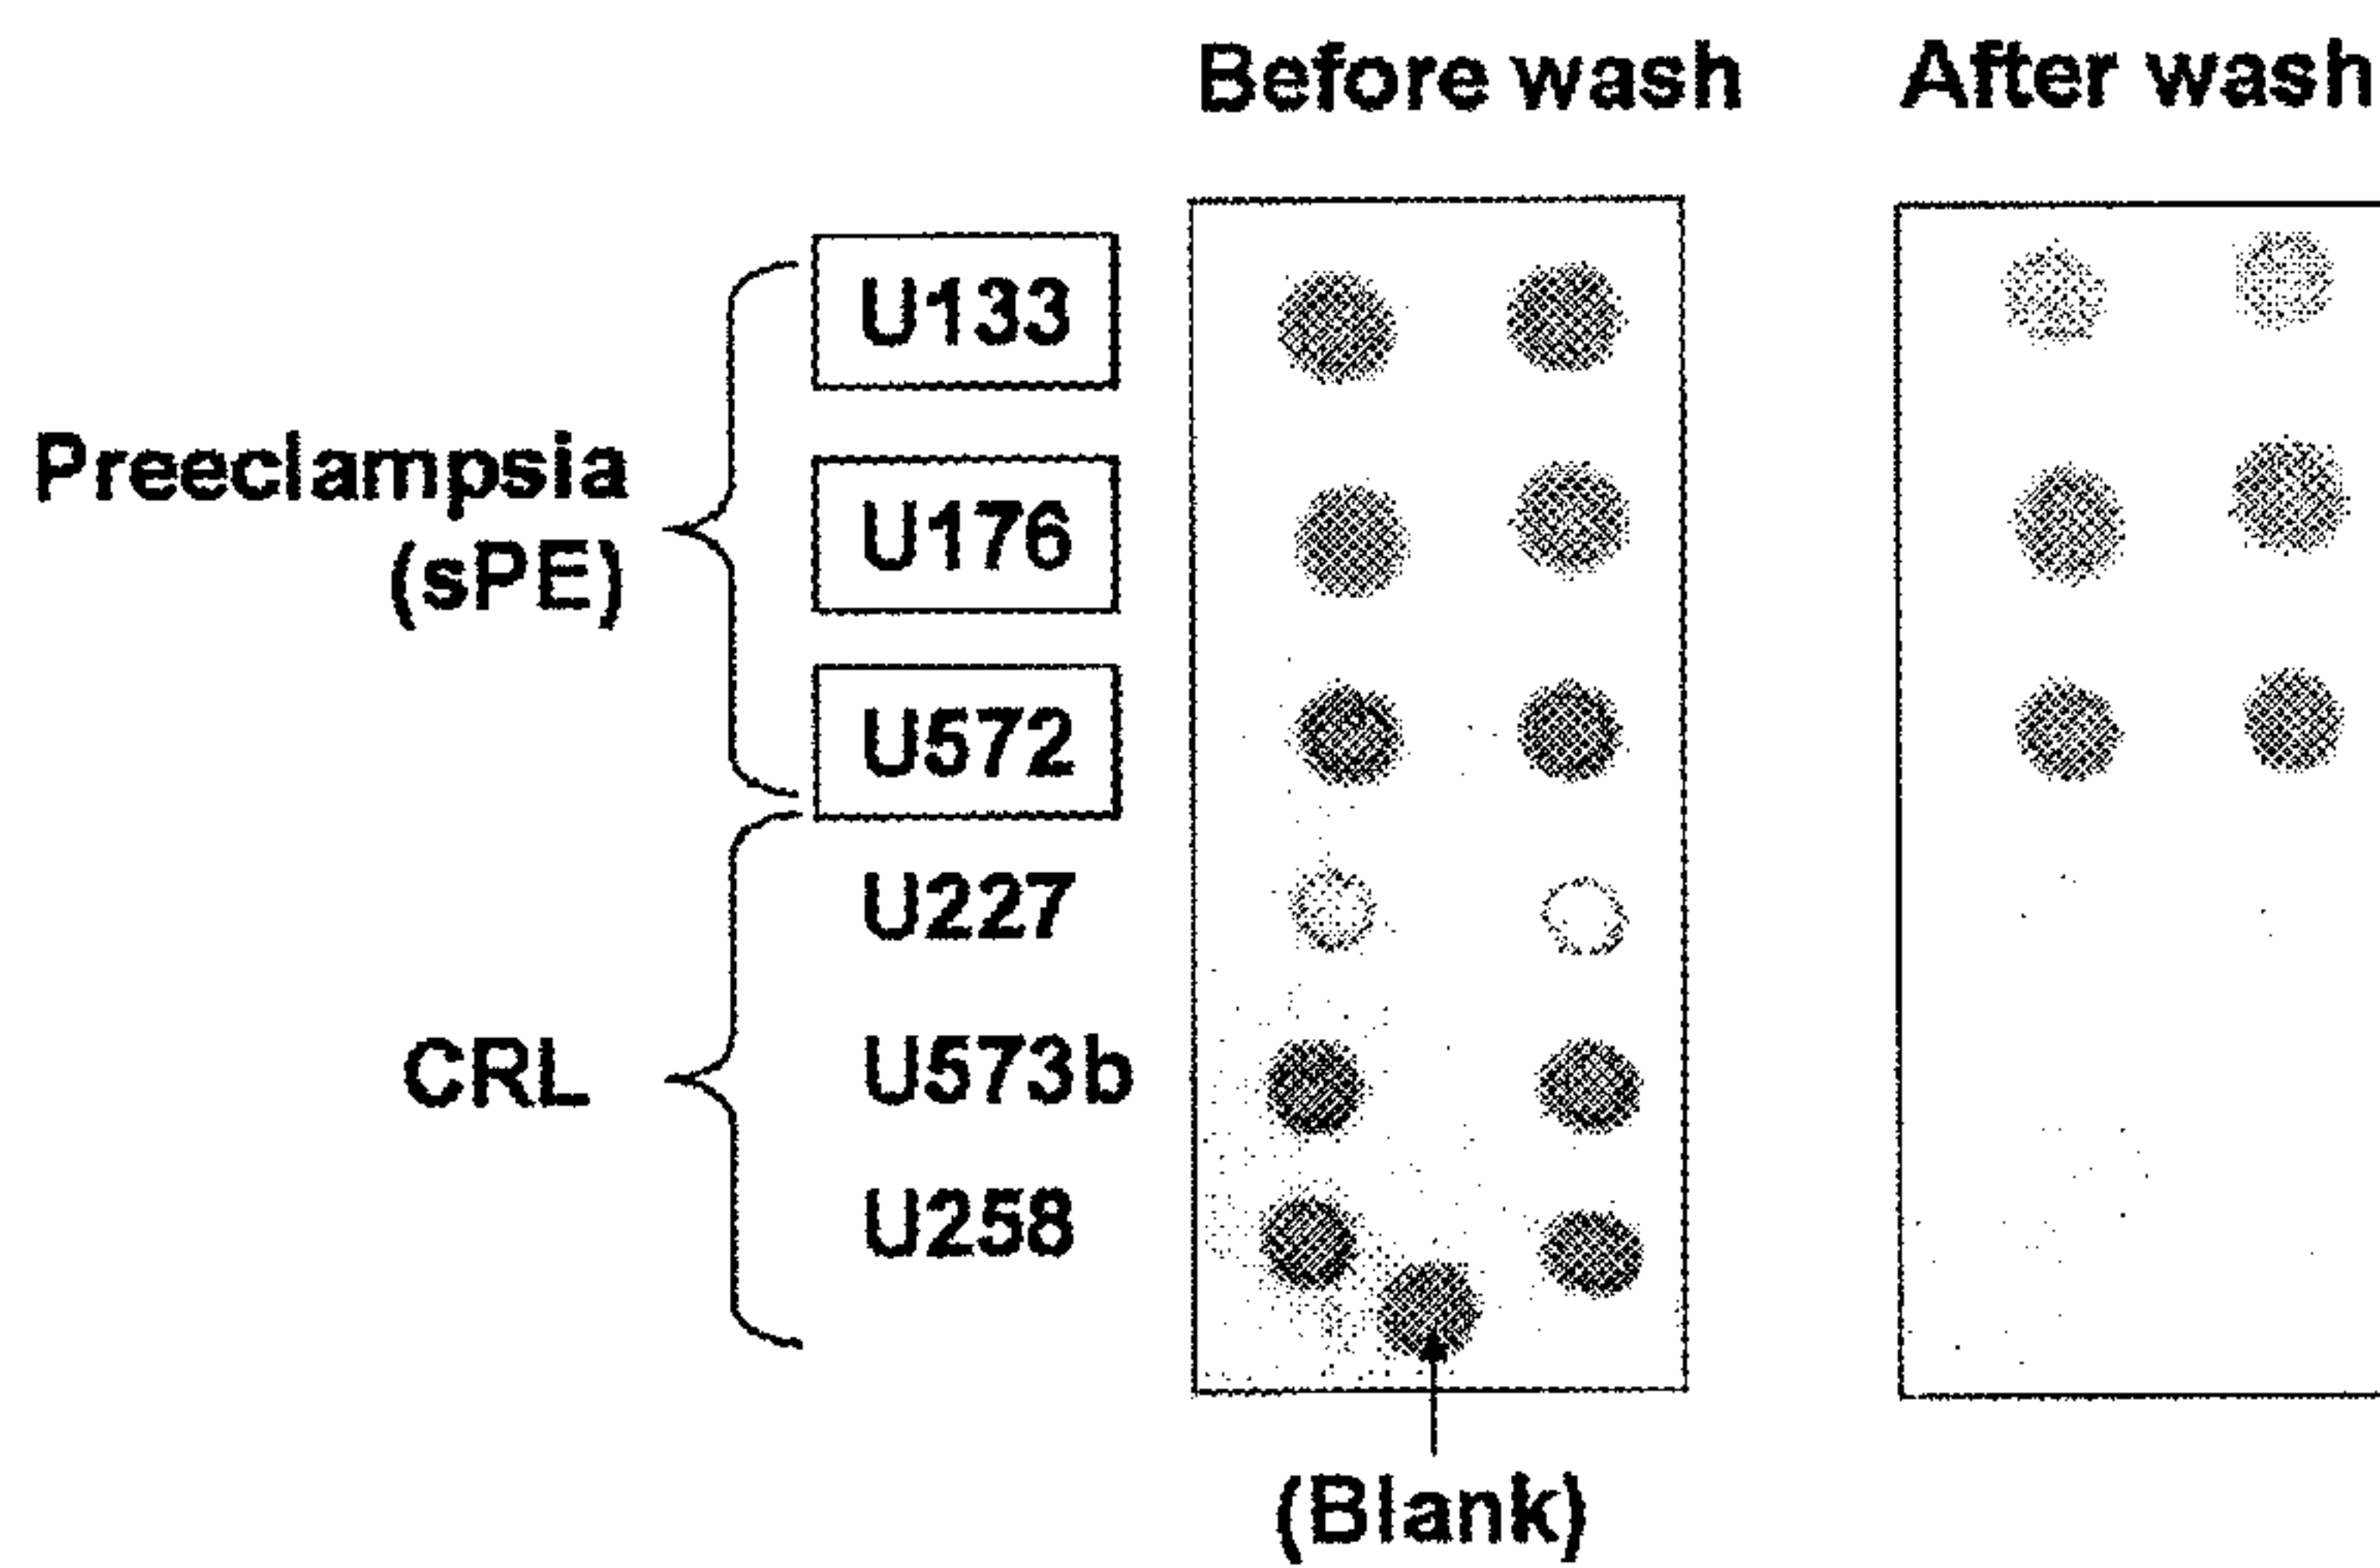 Before wash
After wash
U133
Preeclampsia
(sPE)
U176
U572
U227
CRL
U573b
U258
(Blank)